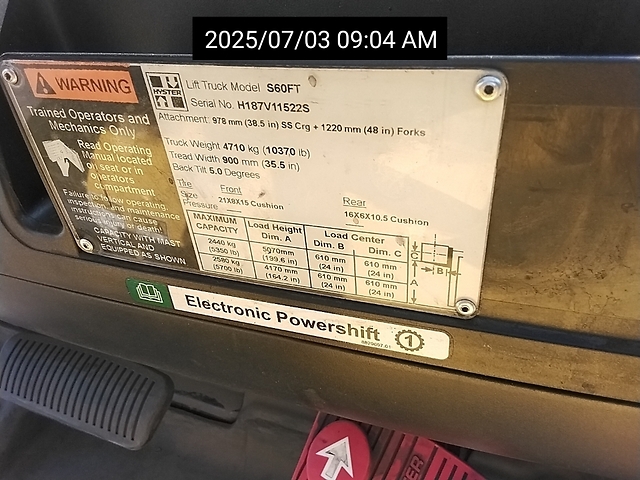 2025/07/03 09:04 AM
WARNING
Trained Operators and
Mechanics Only
Read Operating
Manual located
on seat or in
operators
compartment
Failure to follow operating,
inspection and maintenance
instructions can cause
serious injury or death!
CAPACITY WITH MAST
VERTICAL AND
EQUIPPED AS SHOWN
HYSTER
Lift Truck Model S60FT
Serial No. H187V11522S
Attachment: 978 mm (38.5 in) SS Crg + 1220 mm (48 in) Forks
Truck Weight 4710 kg (10370 lb)
Tread Width 900 mm (35.5 in)
Back Tilt 5.0 Degrees
Tire Front Rear
Size 21X8X15 Cushion 16X6X10.5 Cushion
Pressure
MAXIMUM CAPACITY Load Height Dim. A Load Center Dim. B Dim. C
2440 kg (5350 lb) 5070mm (199.6 in) 610 mm (24 in) 610 mm (24 in)
2580 kg (5700 lb) 4170 mm (164.2 in) 610 mm (24 in) 610 mm (24 in)
C
B
A
Electronic Powershift 1